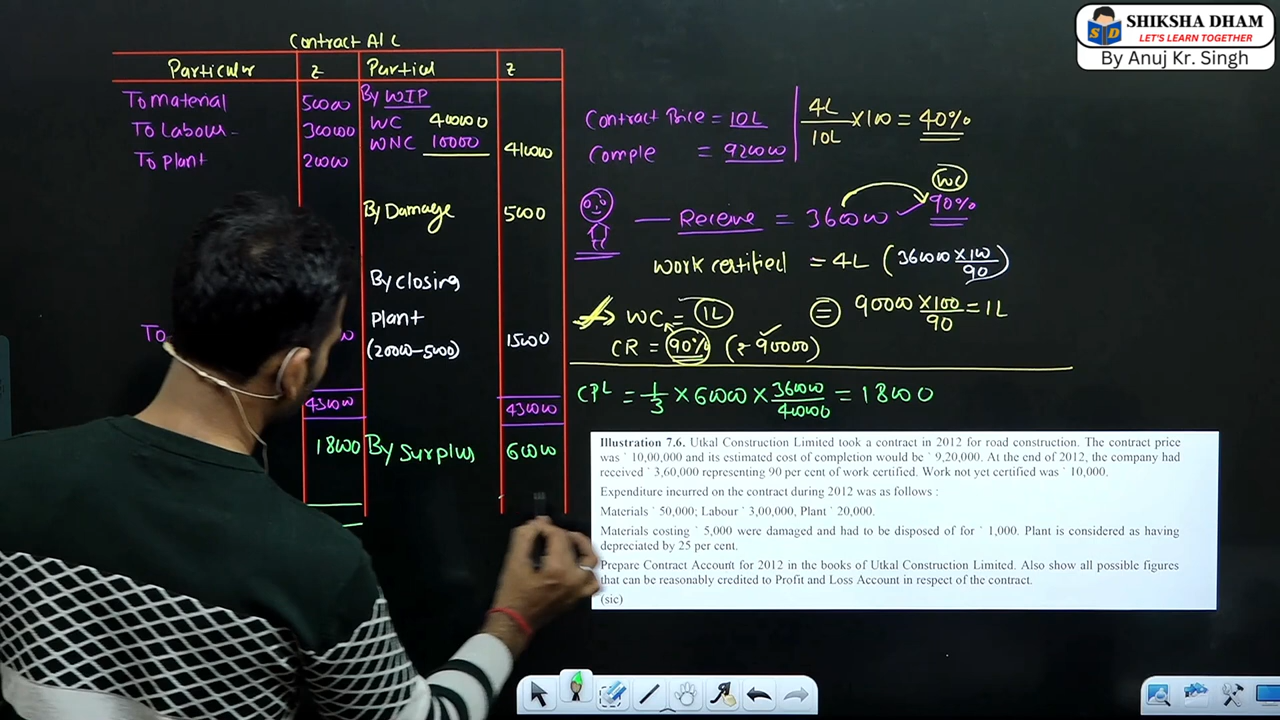 SHIKSHA DHAM
LET'S LEARN TOGETHER
By Anuj Kr. Singh
Contract A/C
Particular ₹ Particul ₹
To material 50000 By WIP
To Labour 300000 WC 400000
To plant 20000 WNC 10000 410000
By Damage 5000
By closing
To plant
(20000-5000) 15000
430000 430000
18000 By Surplus 60000
Contract Price = 10L
Comple = 920000
4L
10L ×100 = 40%
Receive = 360000 90%
WC
work certified = 4L (360000×100
90)
WC = 1L = 90000×100
90 =1L
CR = 90% (₹90000)
CPL = 1
3 × 60000 × 360000
400000 = 18000
Illustration 7.6. Utkal Construction Limited took a contract in 2012 for road construction. The contract price
was ` 10,00,000 and its estimated cost of completion would be ` 9,20,000. At the end of 2012, the company had
received ` 3,60,000 representing 90 per cent of work certified. Work not yet certified was ` 10,000.
Expenditure incurred on the contract during 2012 was as follows :
Materials ` 50,000; Labour ` 3,00,000, Plant ` 20,000.
Materials costing ` 5,000 were damaged and had to be disposed of for ` 1,000. Plant is considered as having
depreciated by 25 per cent.
Prepare Contract Account for 2012 in the books of Utkal Construction Limited. Also show all possible figures
that can be reasonably credited to Profit and Loss Account in respect of the contract.
(sic)